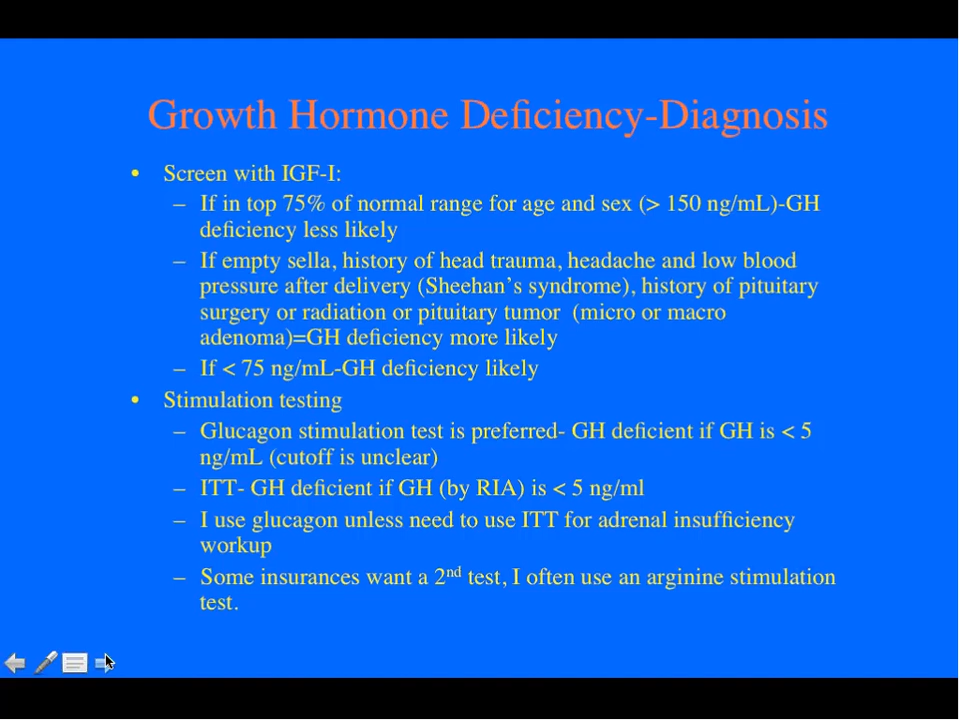 Growth Hormone Deficiency-Diagnosis
• Screen with IGF-I:
– If in top 75% of normal range for age and sex (> 150 ng/mL)-GH
deficiency less likely
– If empty sella, history of head trauma, headache and low blood
pressure after delivery (Sheehan's syndrome), history of pituitary
surgery or radiation or pituitary tumor (micro or macro
adenoma)=GH deficiency more likely
– If < 75 ng/mL-GH deficiency likely
• Stimulation testing
– Glucagon stimulation test is preferred- GH deficient if GH is < 5
ng/mL (cutoff is unclear)
– ITT- GH deficient if GH (by RIA) is < 5 ng/ml
– I use glucagon unless need to use ITT for adrenal insufficiency
workup
– Some insurances want a 2nd test, I often use an arginine stimulation
test.